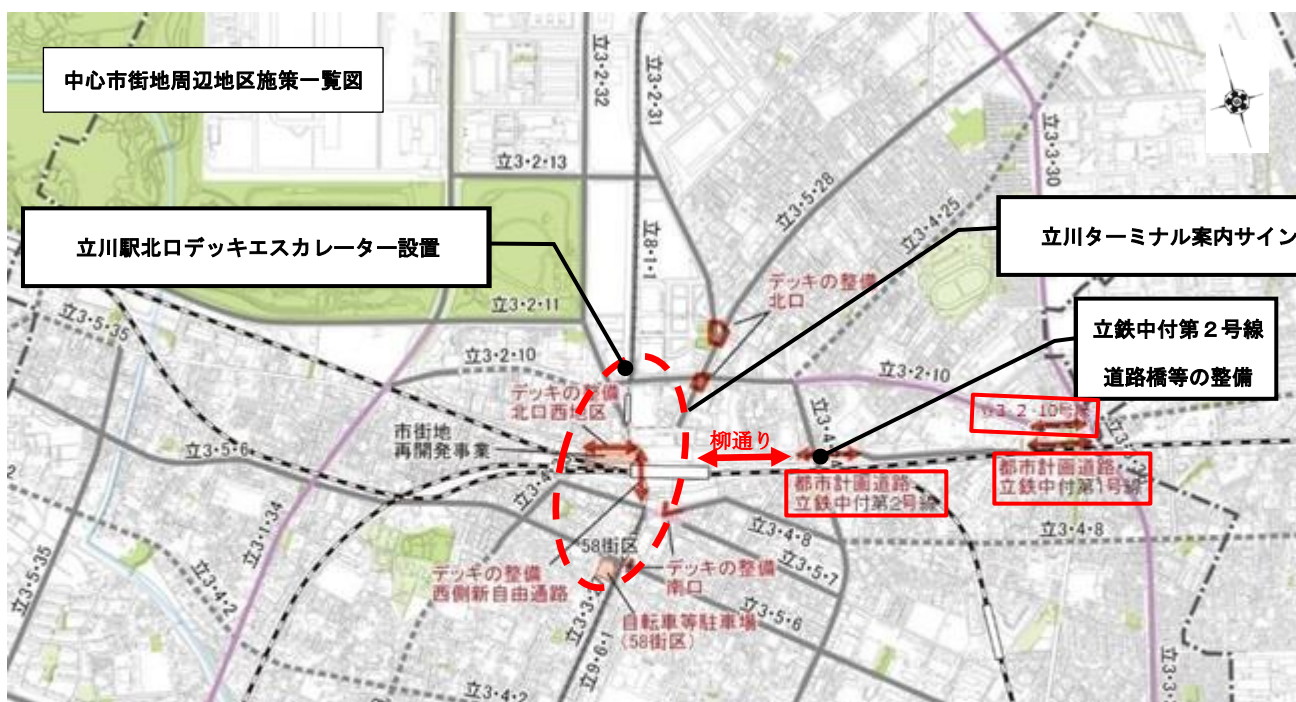 中心市街地周辺地区施策一覧図
立3・2・32
立3・2・31
立3・2・13
立3・3・30
立3・5・28
立3・4・25
立川駅北口デッキエスカレーター設置
立川ターミナル案内サイン
立8・1・1
デッキの整備
北口
立3・2・11
立3・5・35
立鉄中付第2号線
道路橋等の整備
立3・2・10
立3・2・10
デッキの整備
北口西地区
市街地
再開発事業
柳通り
立3・2・10号線
立3・5・6
都市計画道路
立鉄中付第2号線
都市計画道路
立鉄中付第1号線
立3・1・34
立3・4・8
立3・4・8
58街区
立3・5・7
デッキの整備
西側新自由通路
デッキの整備
南口
立3・5・35
立3・4・2
立3・5・6
自転車等駐車場
(58街区)
立9・6・1
立3・4・2